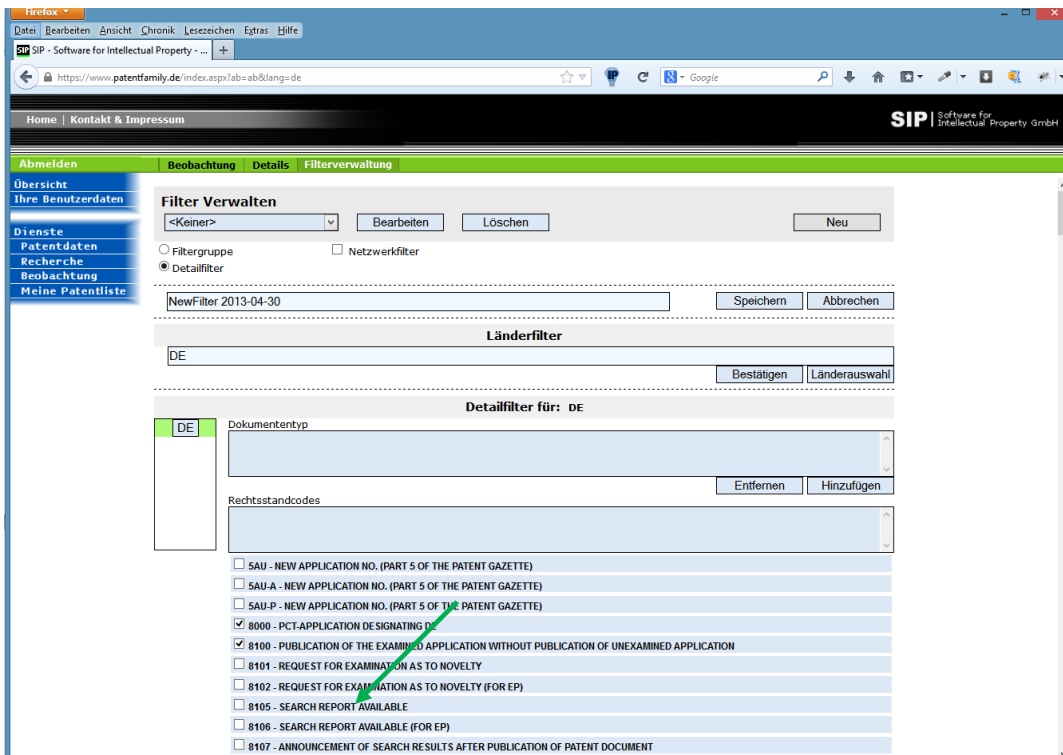 Firefox
Datei Bearbeiten Ansicht Chronik Lesezeichen Extras Hilfe
SIP SIP - Software for Intellectual Property - ... +
https://www.patentfamily.de/index.aspx?ab=ab&lang=de IP 8 - Google
Home | Kontakt & Impressum SIP | Software for Intellectual Property GmbH
Abmelden Beobachtung Details Filterverwaltung
Übersicht
Ihre Benutzerdaten
Dienste
Patentdaten
Recherche
Beobachtung
Meine Patentliste
Filter Verwalten
<Keiner> Bearbeiten Löschen Neu
Filtergruppe Netzwerkfilter
Detailfilter
NewFilter 2013-04-30 Speichern Abbrechen
Länderfilter
DE
Bestätigen Länderauswahl
Detailfilter für: DE
DE Dokumententyp
Entfernen Hinzufügen
Rechtsstandcodes
5AU - NEW APPLICATION NO. (PART 5 OF THE PATENT GAZETTE)
5AU-A - NEW APPLICATION NO. (PART 5 OF THE PATENT GAZETTE)
5AU-P - NEW APPLICATION NO. (PART 5 OF THE PATENT GAZETTE)
8000 - PCT-APPLICATION DESIGNATING DE
8100 - PUBLICATION OF THE EXAMINED APPLICATION WITHOUT PUBLICATION OF UNEXAMINED APPLICATION
8101 - REQUEST FOR EXAMINATION AS TO NOVELTY
8102 - REQUEST FOR EXAMINATION AS TO NOVELTY (FOR EP)
8105 - SEARCH REPORT AVAILABLE
8106 - SEARCH REPORT AVAILABLE (FOR EP)
8107 - ANNOUNCEMENT OF SEARCH RESULTS AFTER PUBLICATION OF PATENT DOCUMENT